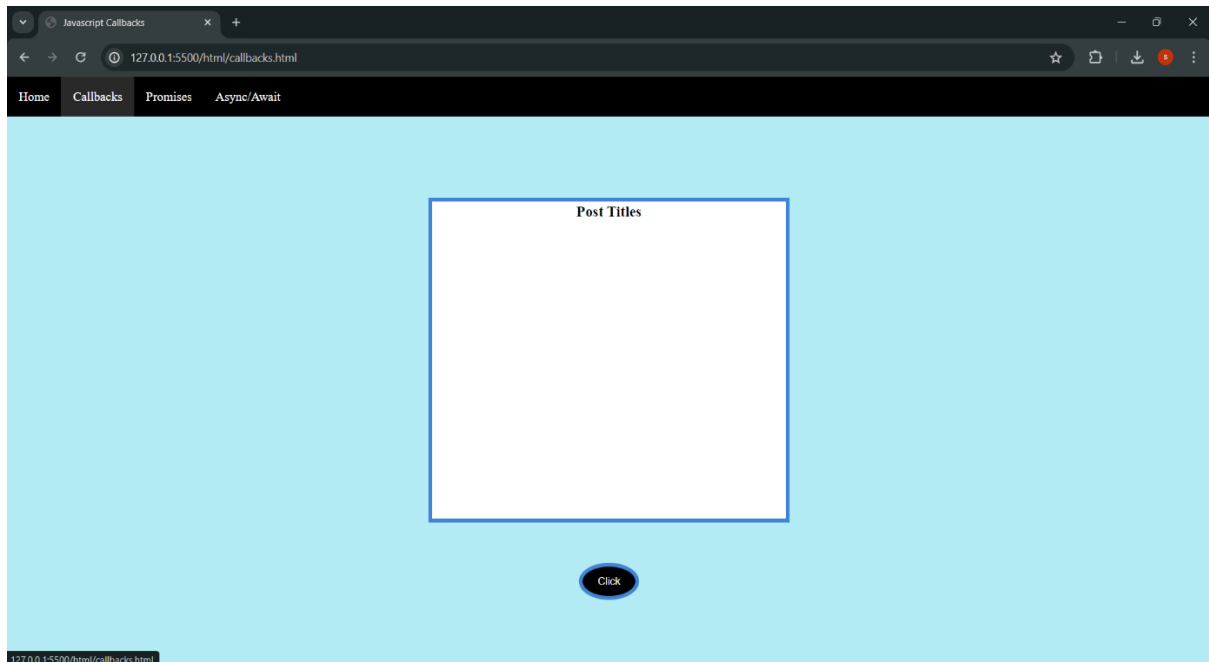 Javascript Callbacks
127.0.0.1:5500/html/callbacks.html
s
Home Callbacks Promises Async/Await
Post Titles
Click
127.0.0.1:5500/html/callbacks.html